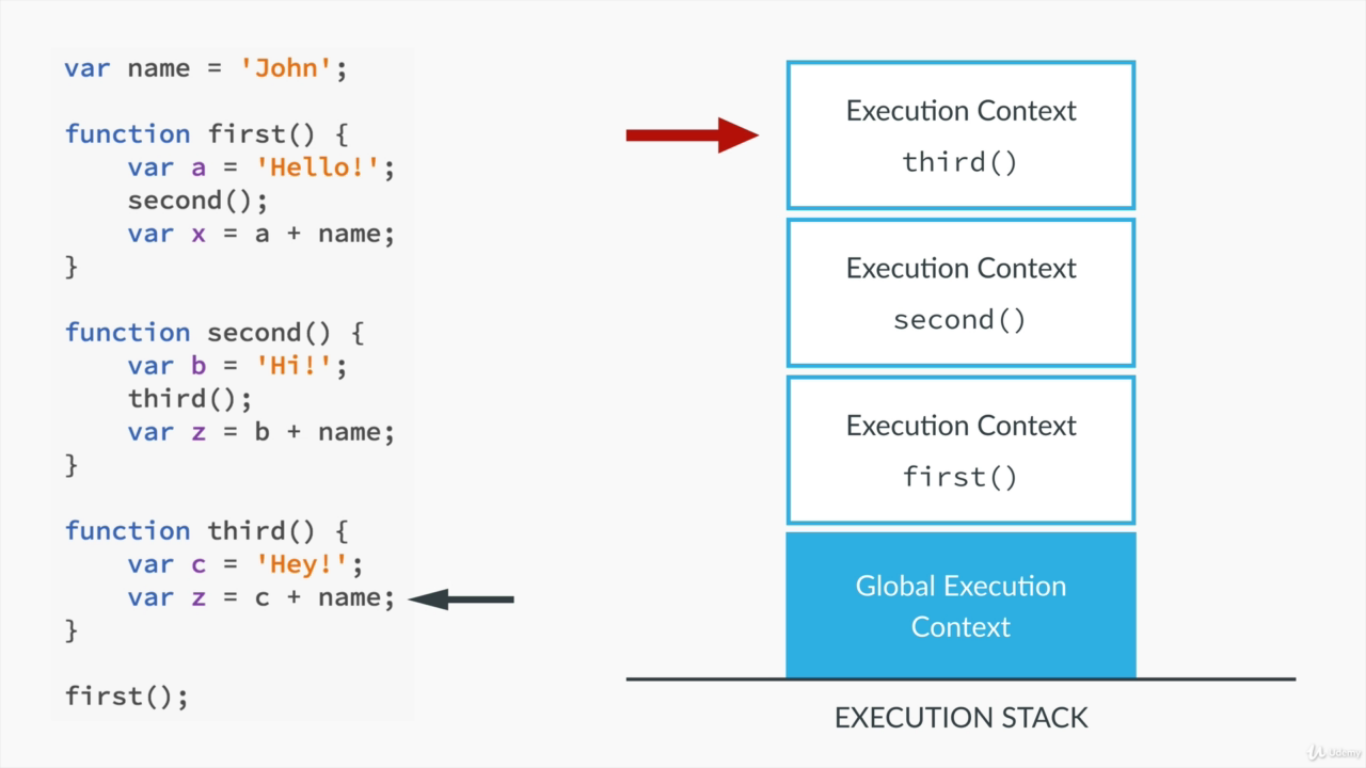 var name = 'John';
function first() {
    var a = 'Hello!';
    second();
    var x = a + name;
}
function second() {
    var b = 'Hi!';
    third();
    var z = b + name;
}
function third() {
    var c = 'Hey!';
    var z = c + name;
}
first();
Execution Context
third()
Execution Context
second()
Execution Context
first()
Global Execution
Context
EXECUTION STACK
Udemy